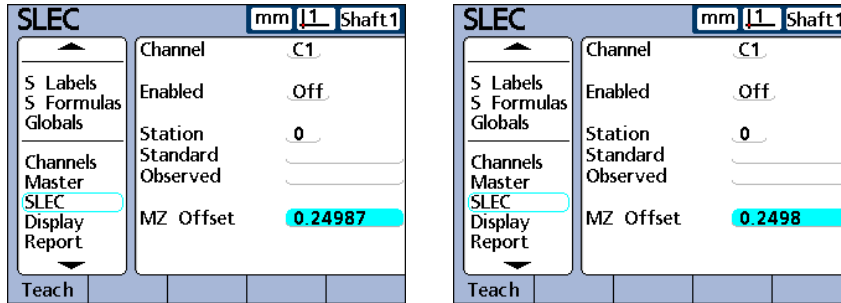 SLEC mm 1 Shaft1
Channel C1
S Labels
S Formulas
Globals
Enabled Off
Station 0
Standard
Observed
Channels
Master
SLEC
Display
Report
MZ Offset 0.24987
Teach
SLEC mm 1 Shaft1
Channel C1
S Labels
S Formulas
Globals
Enabled Off
Station 0
Standard
Observed
Channels
Master
SLEC
Display
Report
MZ Offset 0.2498
Teach